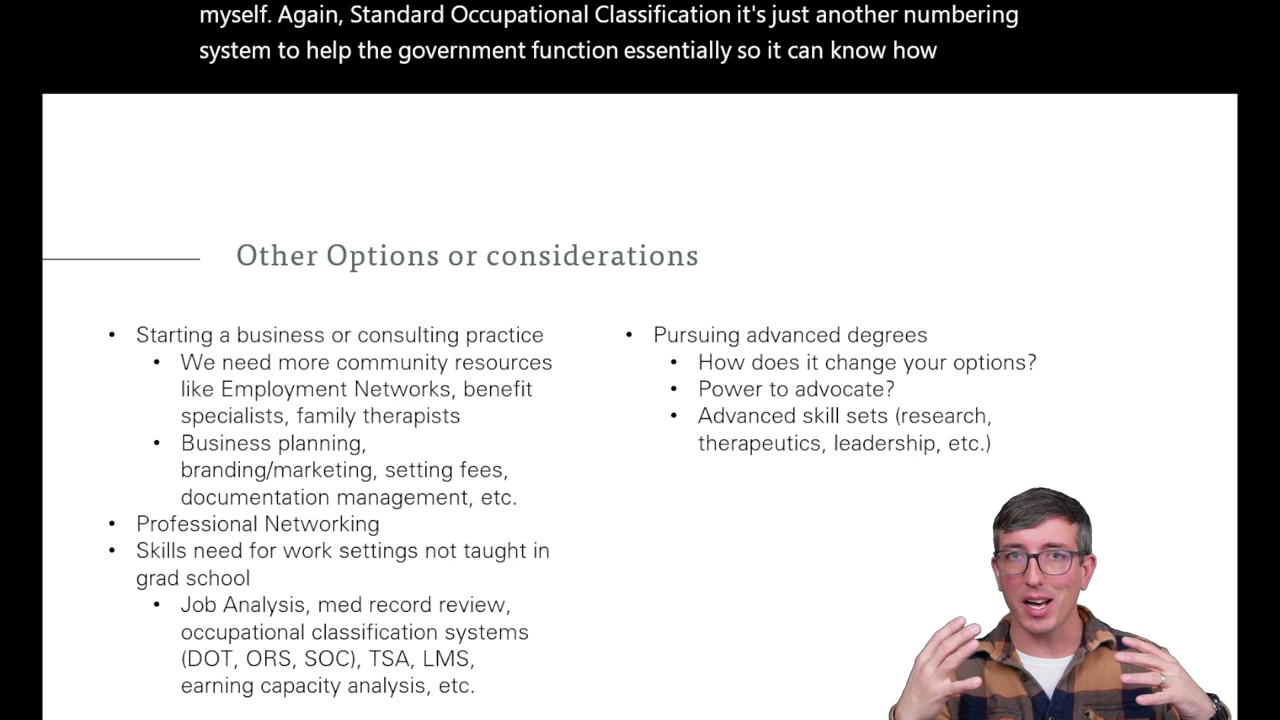 myself. Again, Standard Occupational Classification it's just another numbering
system to help the government function essentially so it can know how
Other Options or considerations
• Starting a business or consulting practice
• We need more community resources
like Employment Networks, benefit
specialists, family therapists
• Business planning,
branding/marketing, setting fees,
documentation management, etc.
• Professional Networking
• Skills need for work settings not taught in
grad school
• Job Analysis, med record review,
occupational classification systems
(DOT, ORS, SOC), TSA, LMS,
earning capacity analysis, etc.
• Pursuing advanced degrees
• How does it change your options?
• Power to advocate?
• Advanced skill sets (research,
therapeutics, leadership, etc.)